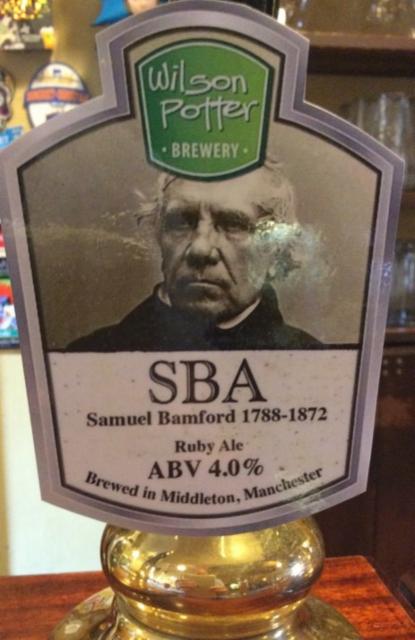 Wilson
Potter
• BREWERY •
SBA
Samuel Bamford 1788-1872
Ruby Ale
ABV 4.0%
Brewed in Middleton, Manchester